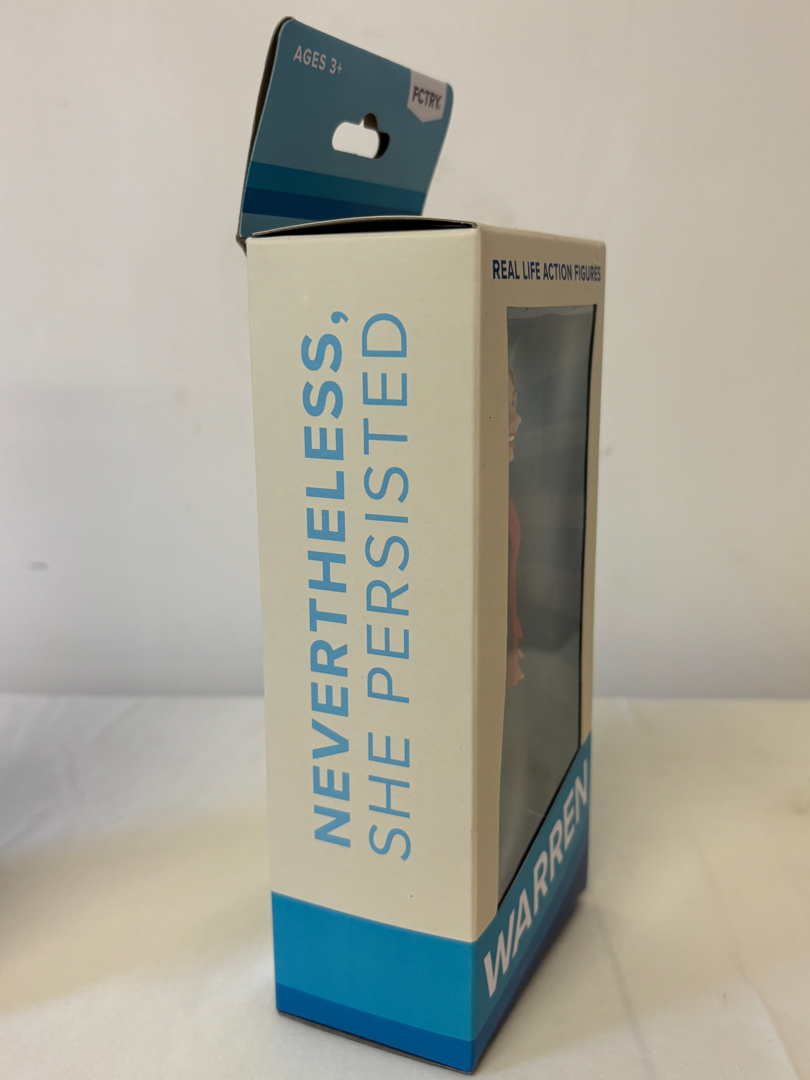 AGES 3+
FCTRY
REAL LIFE ACTION FIGURES
NEVERTHELESS,
SHE PERSISTED
WARREN